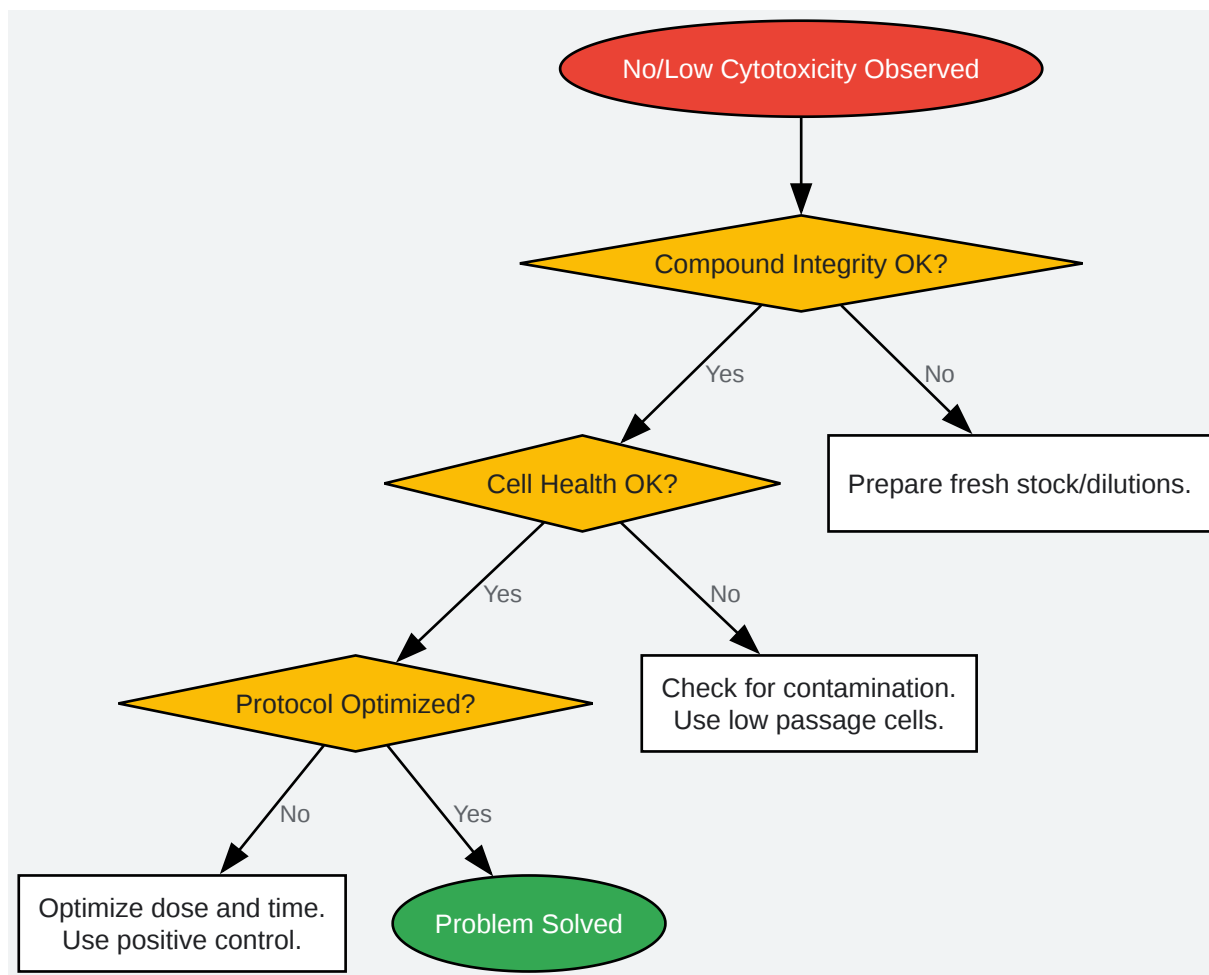 No/Low Cytotoxicity Observed
Compound Integrity OK?
Yes
No
Cell Health OK?
Prepare fresh stock/dilutions.
Yes
No
Protocol Optimized?
Check for contamination.
Use low passage cells.
No
Yes
Optimize dose and time.
Use positive control.
Problem Solved